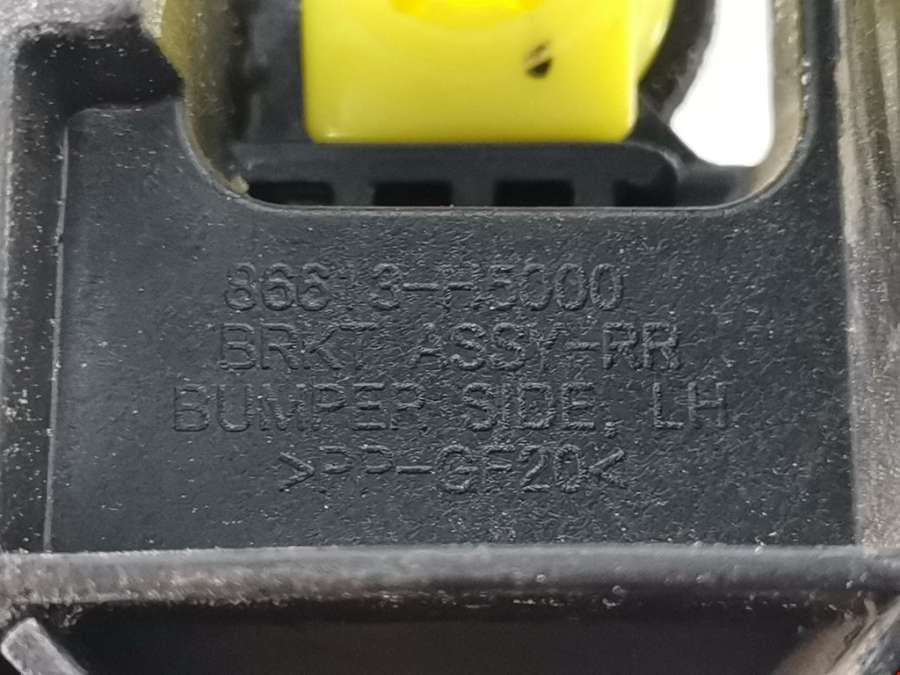 86613-H5000
BRKT ASSY-RR
BUMPER SIDE, LH
>PP-GF20<